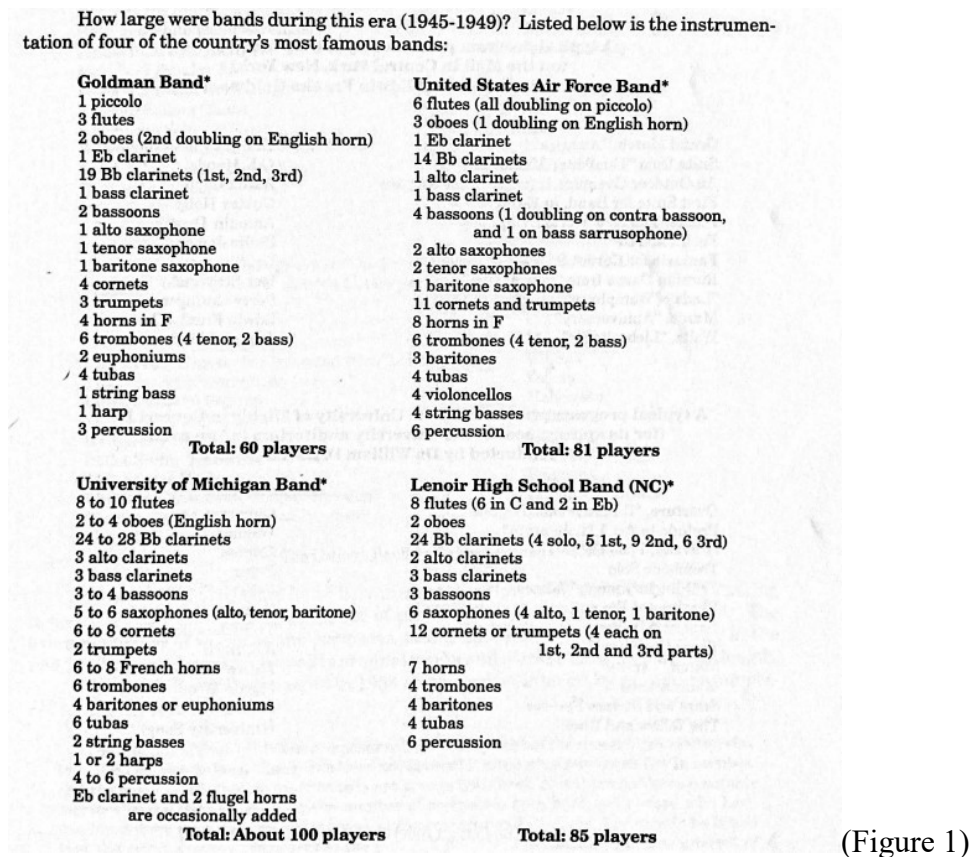 How large were bands during this era (1945-1949)? Listed below is the instrumen-
tation of four of the country's most famous bands:
Goldman Band*
1 piccolo
3 flutes
2 oboes (2nd doubling on English horn)
1 Eb clarinet
19 Bb clarinets (1st, 2nd, 3rd)
1 bass clarinet
2 bassoons
1 alto saxophone
1 tenor saxophone
1 baritone saxophone
4 cornets
3 trumpets
4 horns in F
6 trombones (4 tenor, 2 bass)
2 euphoniums
4 tubas
1 string bass
1 harp
3 percussion
Total: 60 players
United States Air Force Band*
6 flutes (all doubling on piccolo)
3 oboes (1 doubling on English horn)
1 Eb clarinet
14 Bb clarinets
1 alto clarinet
1 bass clarinet
4 bassoons (1 doubling on contra bassoon,
and 1 on bass sarrusophone)
2 alto saxophones
2 tenor saxophones
1 baritone saxophone
11 cornets and trumpets
8 horns in F
6 trombones (4 tenor, 2 bass)
3 baritones
4 tubas
4 violoncellos
4 string basses
6 percussion
Total: 81 players
University of Michigan Band*
8 to 10 flutes
2 to 4 oboes (English horn)
24 to 28 Bb clarinets
3 alto clarinets
3 bass clarinets
3 to 4 bassoons
5 to 6 saxophones (alto, tenor, baritone)
6 to 8 cornets
2 trumpets
6 to 8 French horns
6 trombones
4 baritones or euphoniums
6 tubas
2 string basses
1 or 2 harps
4 to 6 percussion
Eb clarinet and 2 flugel horns
are occasionally added
Total: About 100 players
Lenoir High School Band (NC)*
8 flutes (6 in C and 2 in Eb)
2 oboes
24 Bb clarinets (4 solo, 5 1st, 9 2nd, 6 3rd)
2 alto clarinets
3 bass clarinets
3 bassoons
6 saxophones (4 alto, 1 tenor, 1 baritone)
12 cornets or trumpets (4 each on
1st, 2nd and 3rd parts)
7 horns
4 trombones
4 baritones
4 tubas
6 percussion
Total: 85 players
(Figure 1)